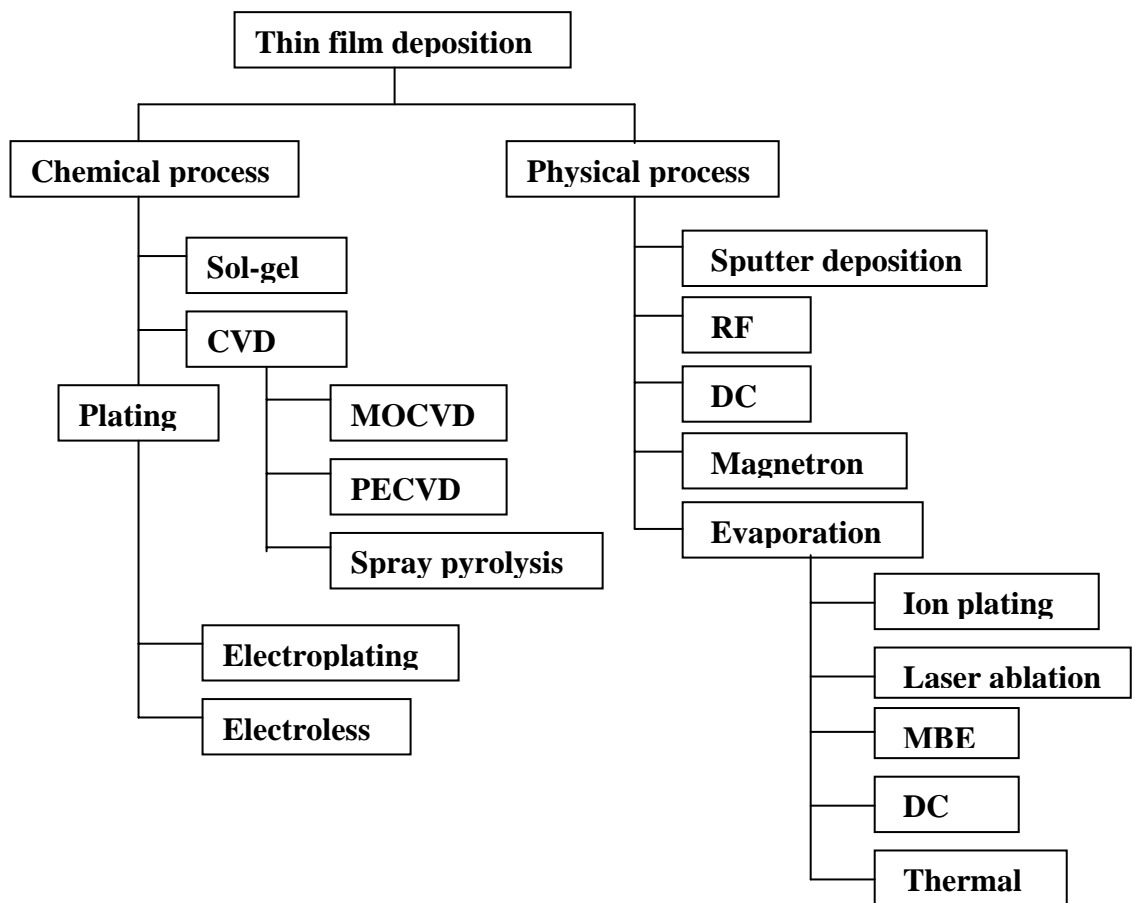 Thin film deposition
Chemical process
Physical process
Sol-gel
CVD
Plating
MOCVD
PECVD
Spray pyrolysis
Electroplating
Electroless
Sputter deposition
RF
DC
Magnetron
Evaporation
Ion plating
Laser ablation
MBE
DC
Thermal